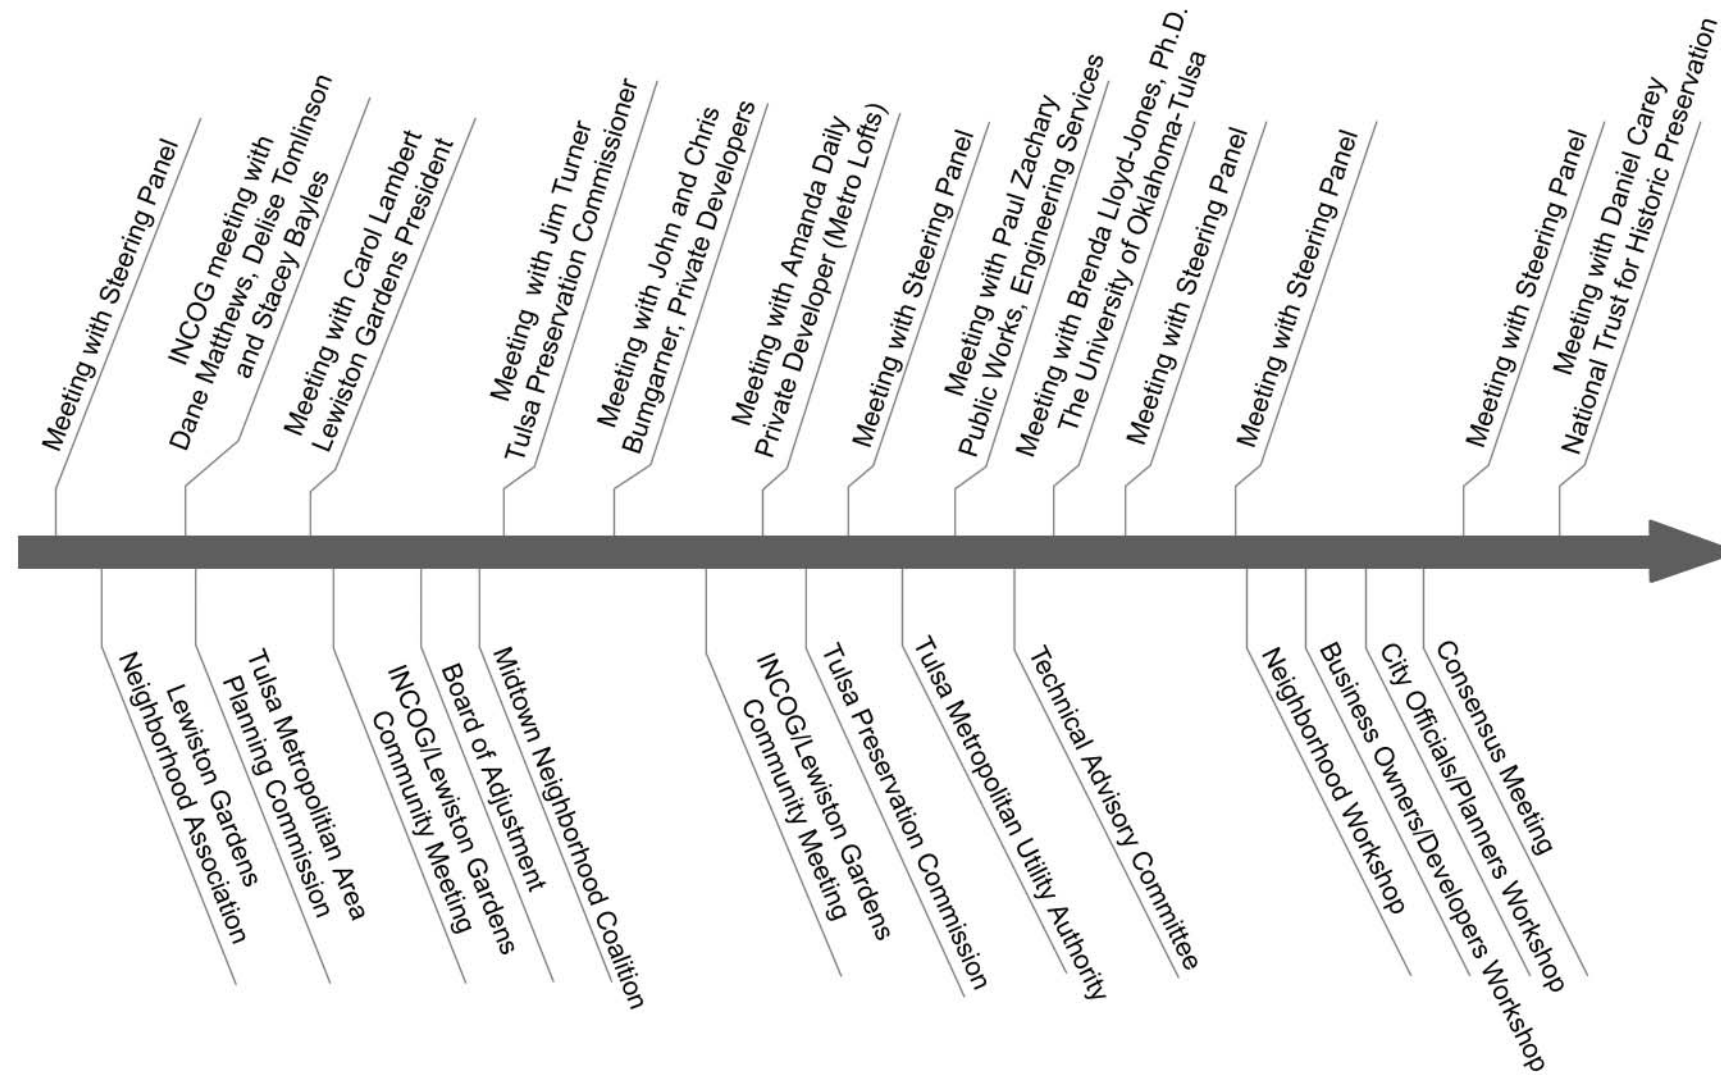 Meeting with Steering Panel
INCOG meeting with
Dane Matthews, Delise Tomlinson
and Stacey Bayles
Meeting with Carol Lambert
Lewiston Gardens President
Meeting with Jim Turner
Tulsa Preservation Commissioner
Meeting with John and Chris
Bumgarner, Private Developers
Meeting with Amanda Daily
Private Developer (Metro Lofts)
Meeting with Steering Panel
Meeting with Paul Zachary
Public Works, Engineering Services
Meeting with Brenda Lloyd-Jones, Ph.D.
The University of Oklahoma-Tulsa
Meeting with Steering Panel
Meeting with Steering Panel
Meeting with Steering Panel
Meeting with Daniel Carey
National Trust for Historic Preservation
Lewiston Gardens
Neighborhood Association
Tulsa Metropolitian Area
Planning Commission
INCOG/Lewiston Gardens
Community Meeting
Board of Adjustment
Midtown Neighborhood Coalition
INCOG/Lewiston Gardens
Community Meeting
Tulsa Preservation Commission
Tulsa Metropolitan Utility Authority
Technical Advisory Committee
Neighborhood Workshop
Business Owners/Developers Workshop
City Officials/Planners Workshop
Consensus Meeting